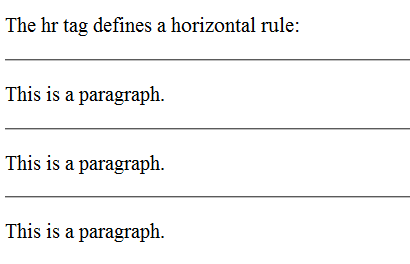 The hr tag defines a horizontal rule:
This is a paragraph.
This is a paragraph.
This is a paragraph.